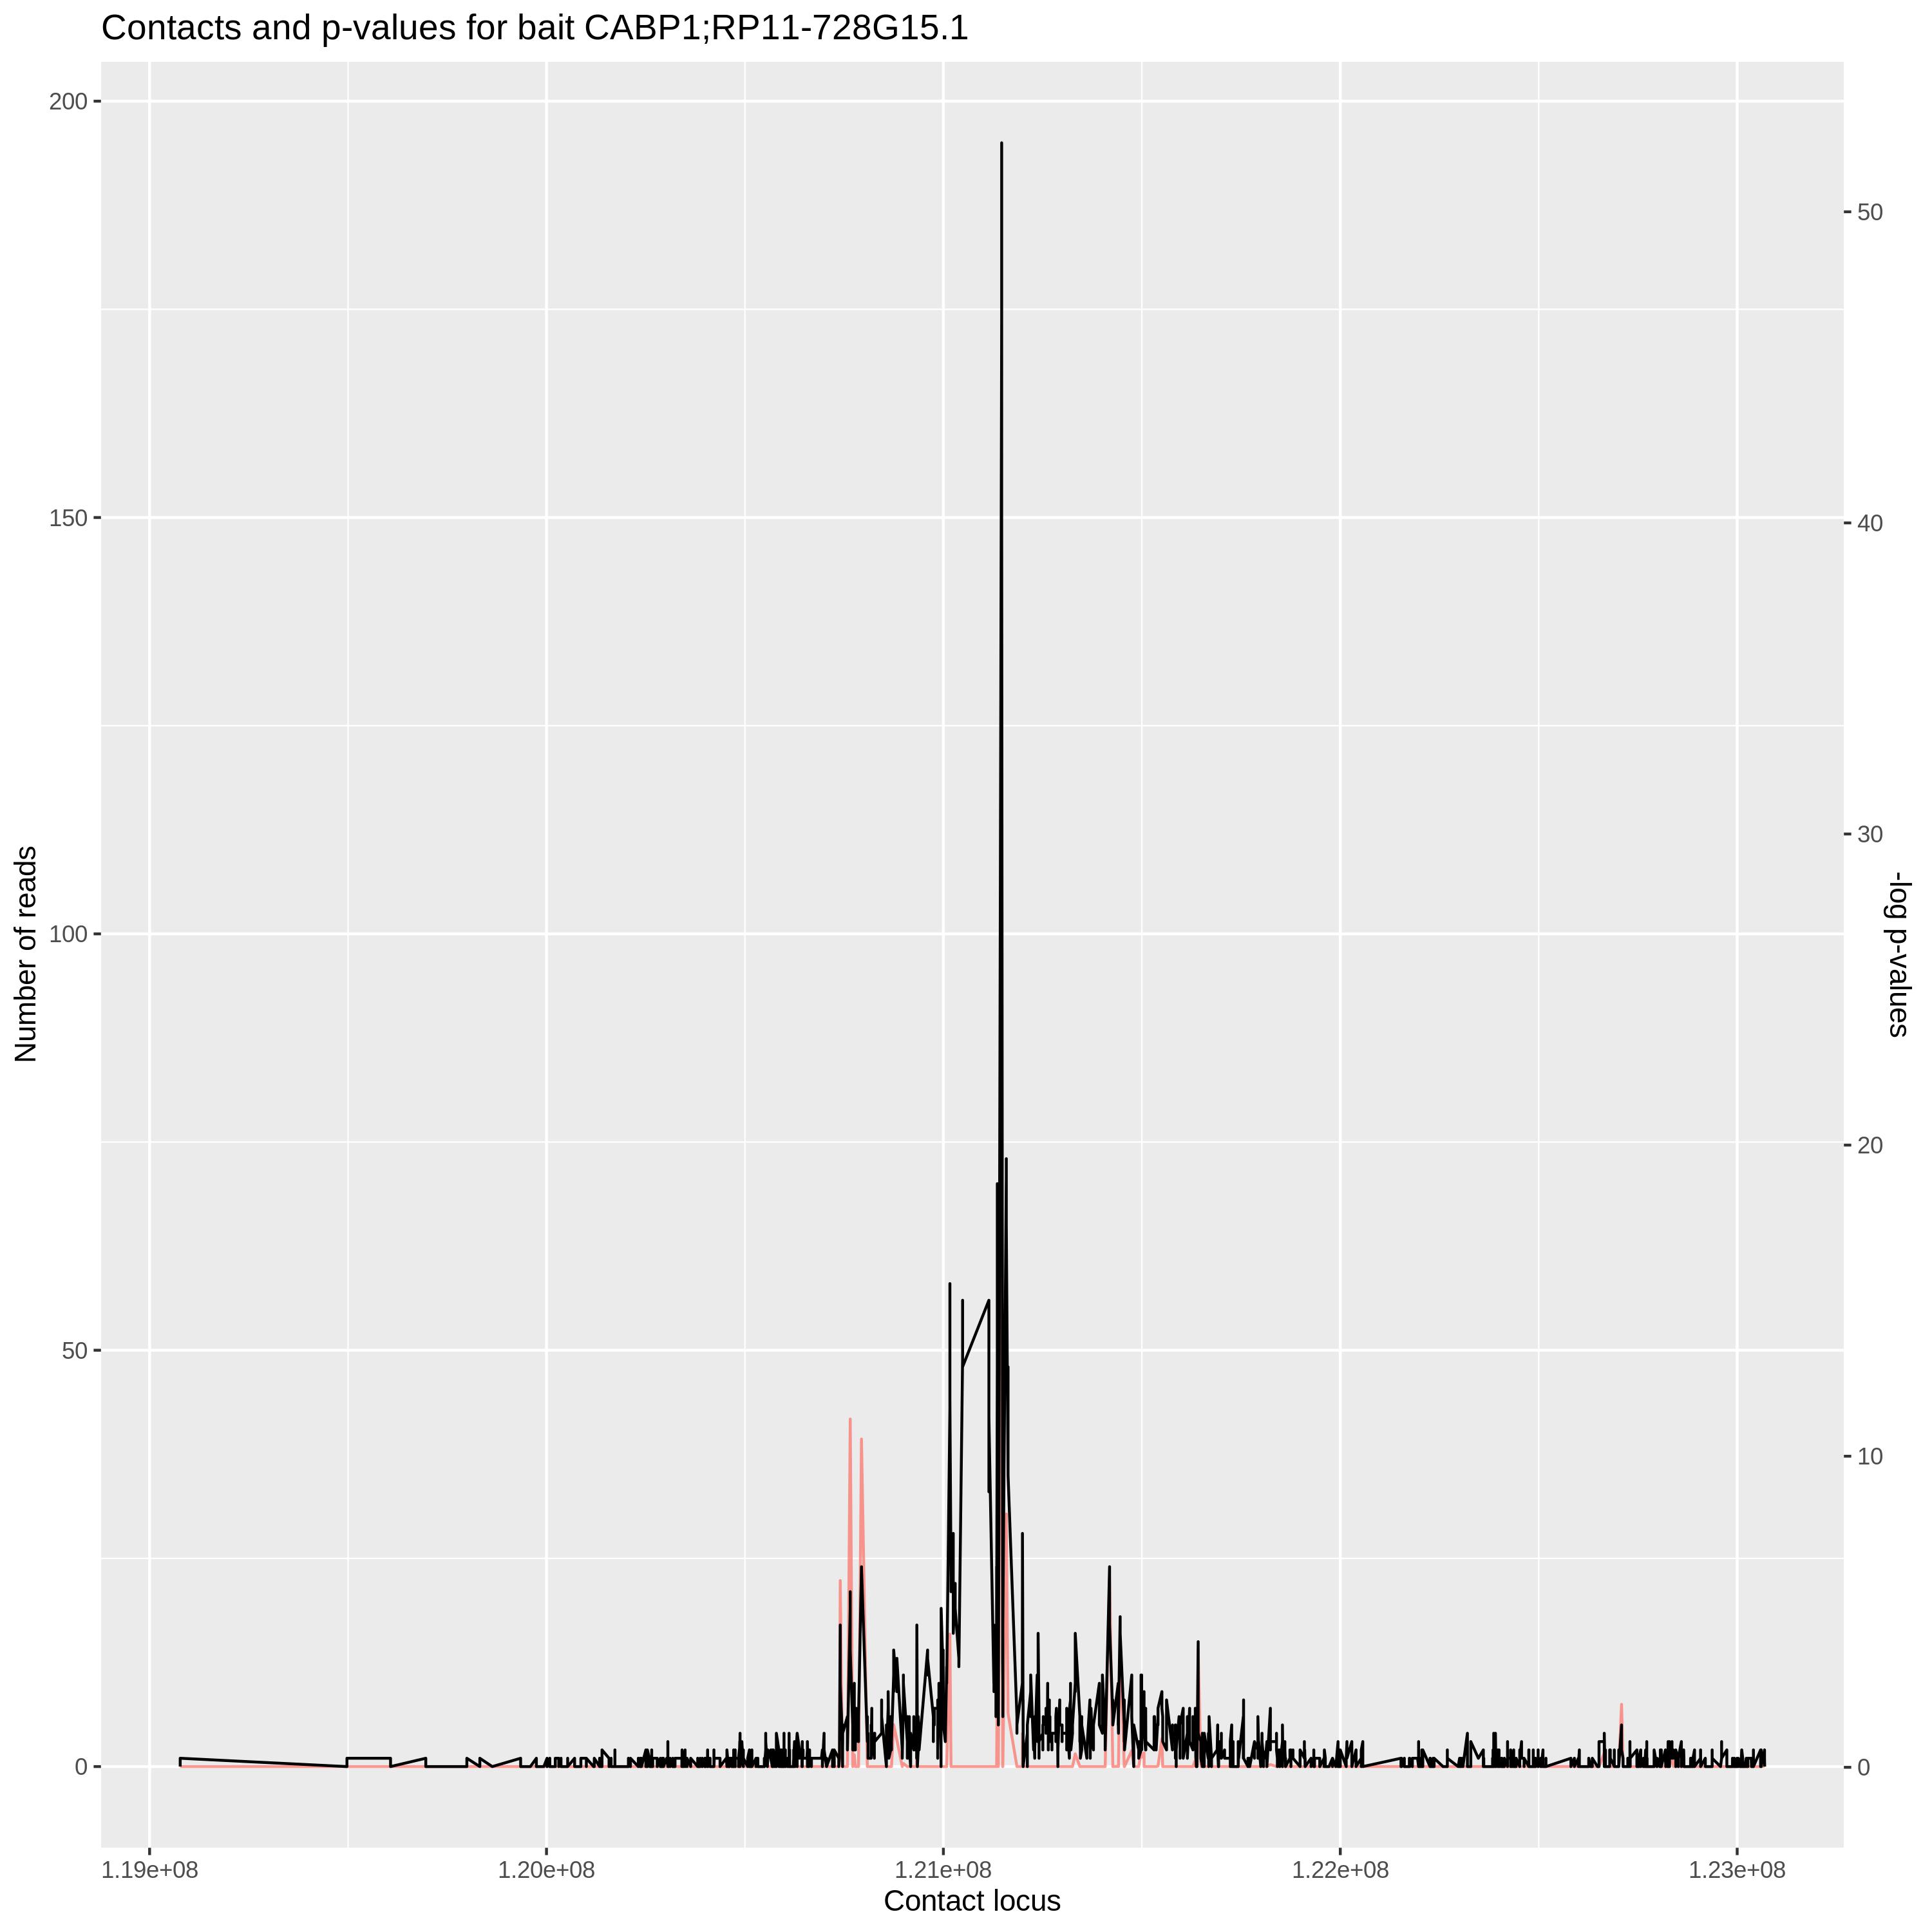 Contacts and p-values for bait CABP1;RP11-728G15.1
200
150
100
50
0
Number of reads
50
40
30
20
10
0
-log p-values
1.19e+08
1.20e+08
1.21e+08
1.22e+08
1.23e+08
Contact locus